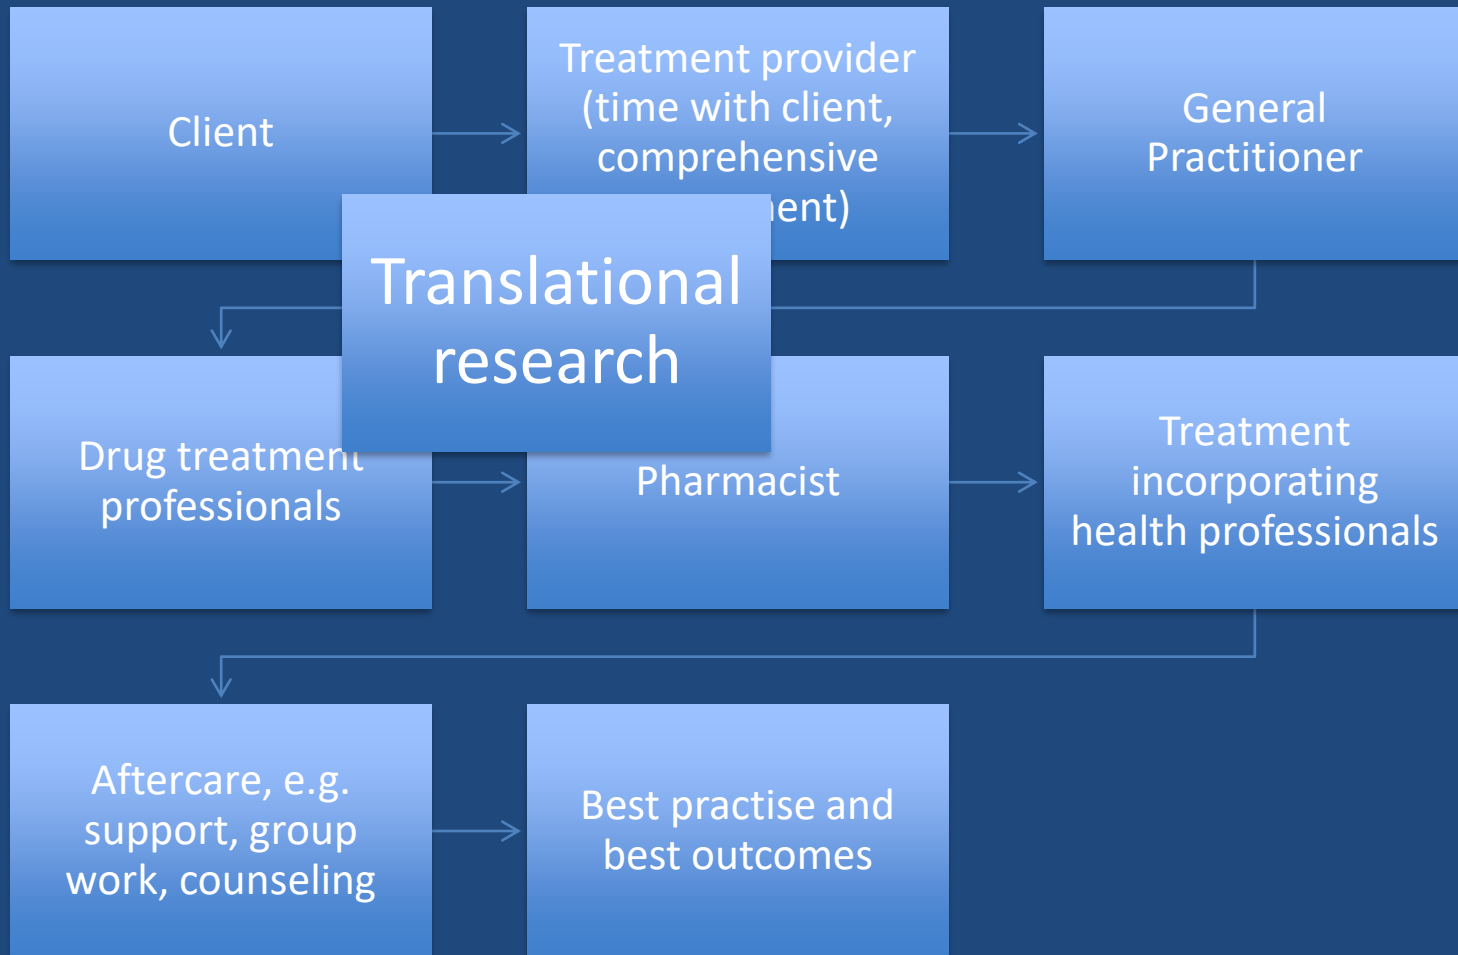 Client
Treatment provider
(time with client,
comprehensive
General
Practitioner
Translational
research
Drug treatment
professionals
Pharmacist
Treatment
incorporating
health professionals
Aftercare, e.g.
support, group
work, counseling
Best practise and
best outcomes